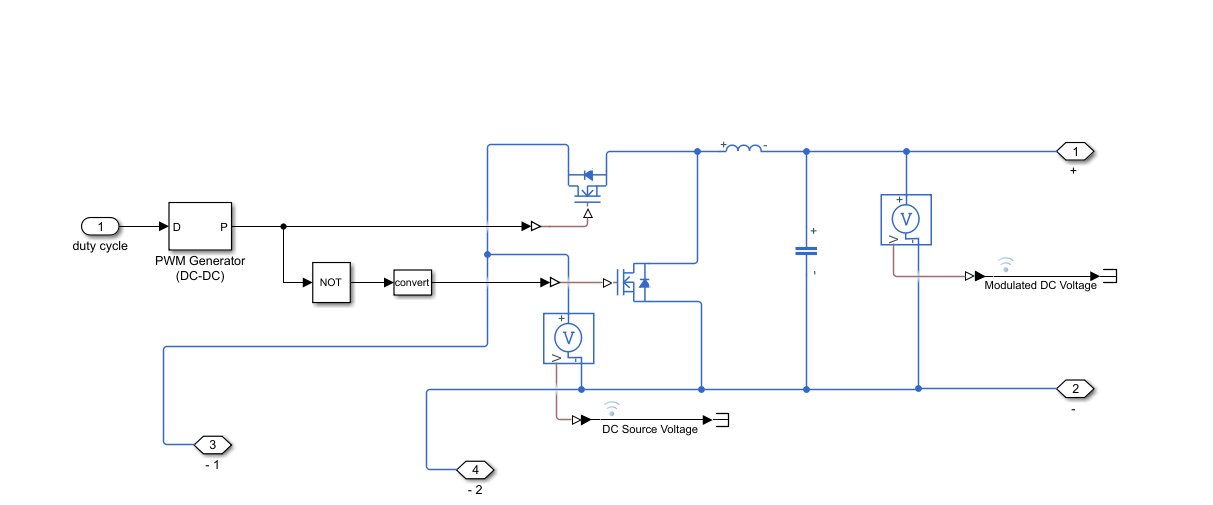 + -
1
+
1
duty cycle
D P
PWM Generator
(DC-DC)
+
V
V -
+
-
NOT
convert
Modulated DC Voltage
+
V
V -
2
-
DC Source Voltage
3
- 1
4
- 2